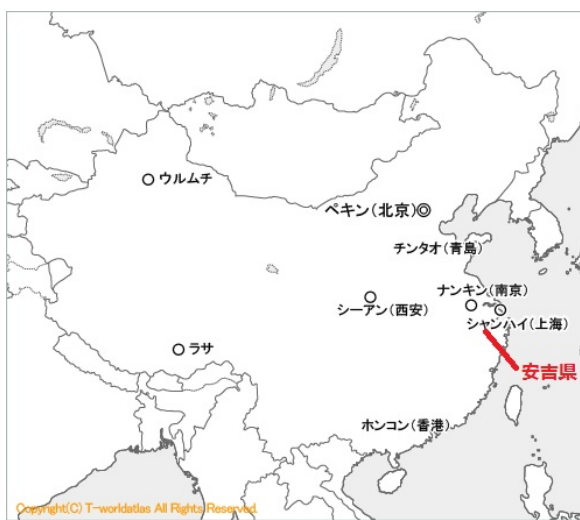 ウルムチ
ペキン（北京）
チンタオ（青島）
ナンキン（南京）
シーアン（西安）
シャンハイ（上海）
ラサ
安吉県
ホンコン（香港）
Copyright(C) T-worldatlas All Rights Reserved.